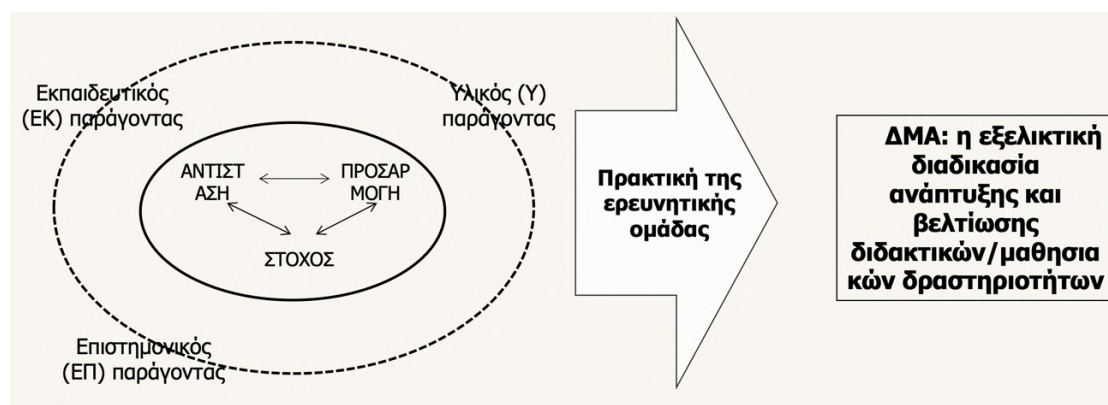 Εκπαιδευτικός
(ΕΚ) παράγοντας
Υλικός (Υ)
παράγοντας
ΑΝΤΙΣΤ
ΑΣΗ
ΠΡΟΣΑΡ
ΜΟΓΗ
ΣΤΟΧΟΣ
Επιστημονικός
(ΕΠ) παράγοντας
Πρακτική της
ερευνητικής
ομάδας
ΔΜΑ: η εξελικτική
διαδικασία
ανάπτυξης και
βελτίωσης
διδακτικών/μαθησια
κών δραστηριοτήτων